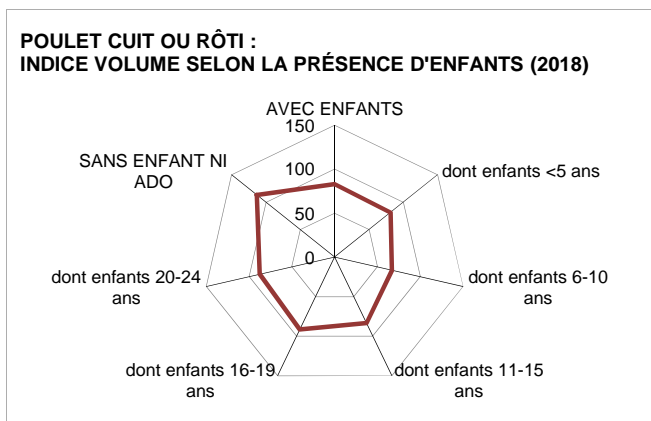 POULET CUIT OU RÔTI :
INDICE VOLUME SELON LA PRÉSENCE D'ENFANTS (2018)
AVEC ENFANTS
150
100
50
0
dont enfants <5 ans
dont enfants 6-10
ans
dont enfants 11-15
ans
dont enfants 16-19
ans
dont enfants 20-24
ans
SANS ENFANT NI
ADO